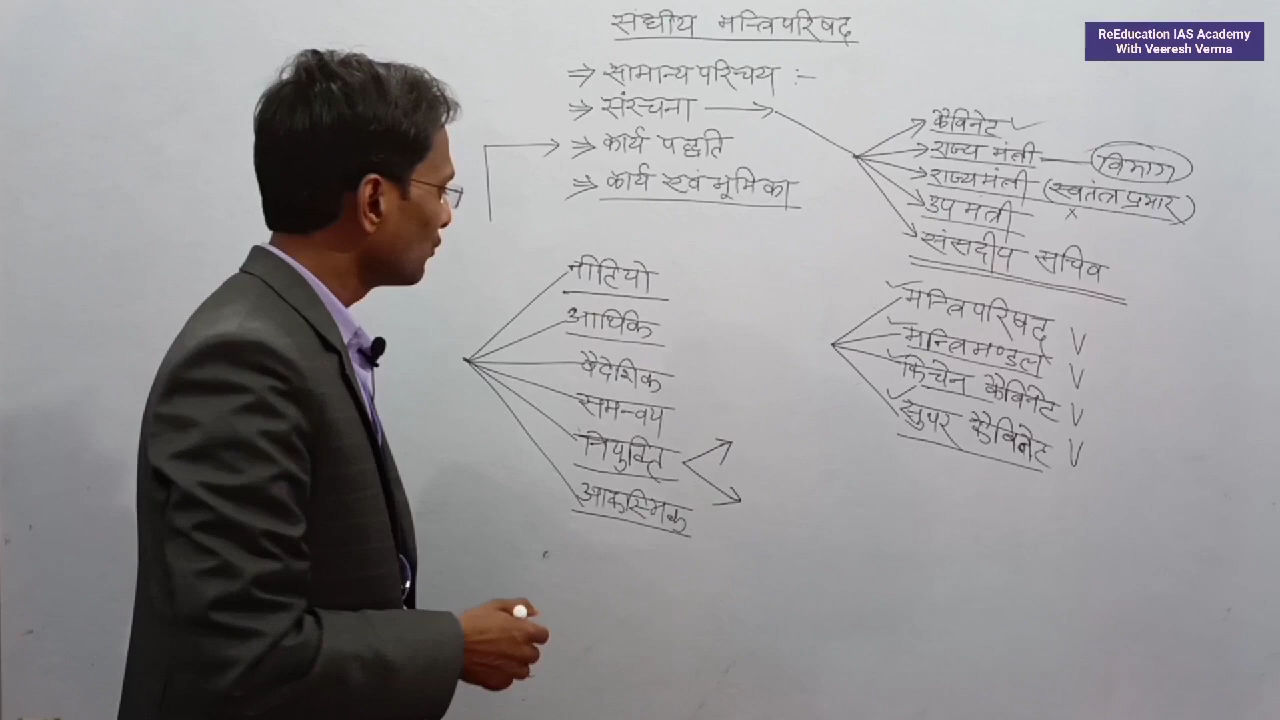 संघीय मन्त्रिपरिषद
ReEducation IAS Academy
With Veeresh Verma
⇒ सामान्य परिचय :-
⇒ संरचना
⇒ कार्य पद्धति
⇒ कार्य एवं भूमिका
कैबिनेट ✓
राज्य मंत्री — विभाग
राज्यमंत्री (स्वतंत्र प्रभार)
x
उप मंत्री
संसदीय सचिव
नीतियो
आर्थिक
वैदेशिक
समन्वय
नियुक्ति
आकस्मिक
मन्त्रिपरिषद V
मन्त्रिमण्डल V
किचेन कैबिनेट V
सुपर कैबिनेट V